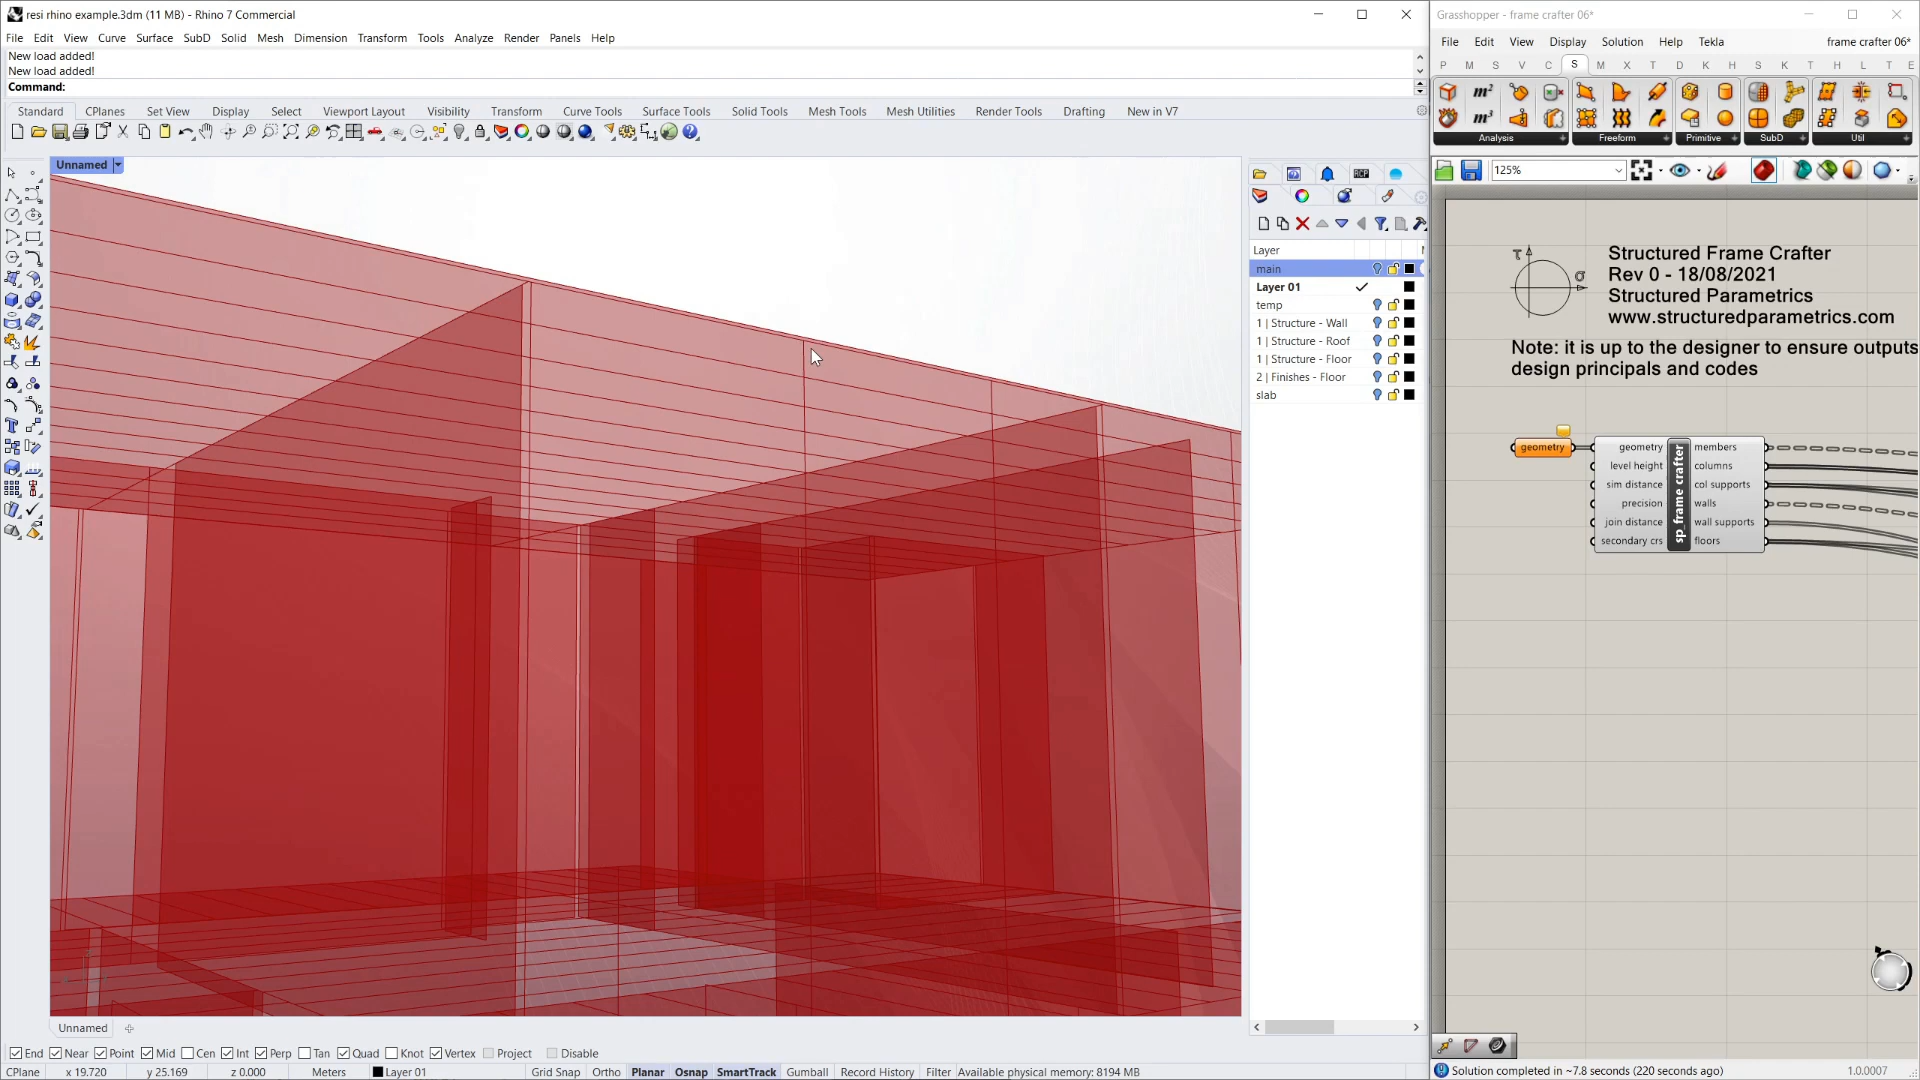 resi rhino example.3dm (11 MB) - Rhino 7 Commercial
File Edit View Curve Surface SubD Solid Mesh Dimension Transform Tools Analyze Render Panels Help
New load added!
New load added!
Command:
Standard CPlanes Set View Display Select Viewport Layout Visibility Transform Curve Tools Surface Tools Solid Tools Mesh Tools Mesh Utilities Render Tools Drafting New in V7
Unnamed
RCP
Layer
main
Layer 01
temp
1 | Structure - Wall
1 | Structure - Roof
1 | Structure - Floor
2 | Finishes - Floor
slab
Unnamed
End Near Point Mid Cen Int Perp Tan Quad Knot Vertex Project Disable
CPlane x 19.720 y 25.169 z 0.000 Meters Layer 01 Grid Snap Ortho Planar Osnap SmartTrack Gumball Record History Filter Available physical memory: 8194 MB
Grasshopper - frame crafter 06*
File Edit View Display Solution Help Tekla frame crafter 06*
P M S V C S M X T D K H S K T H L T E
m² m³
Analysis Freeform Primitive SubD Util
125%
τ σ
Structured Frame Crafter
Rev 0 - 18/08/2021
Structured Parametrics
www.structuredparametrics.com
Note: it is up to the designer to ensure outputs
design principals and codes
geometry
geometry
level height
sim distance
precision
join distance
secondary crs
sp_frame crafter
members
columns
col supports
walls
wall supports
floors
Solution completed in ~7.8 seconds (220 seconds ago) 1.0.0007